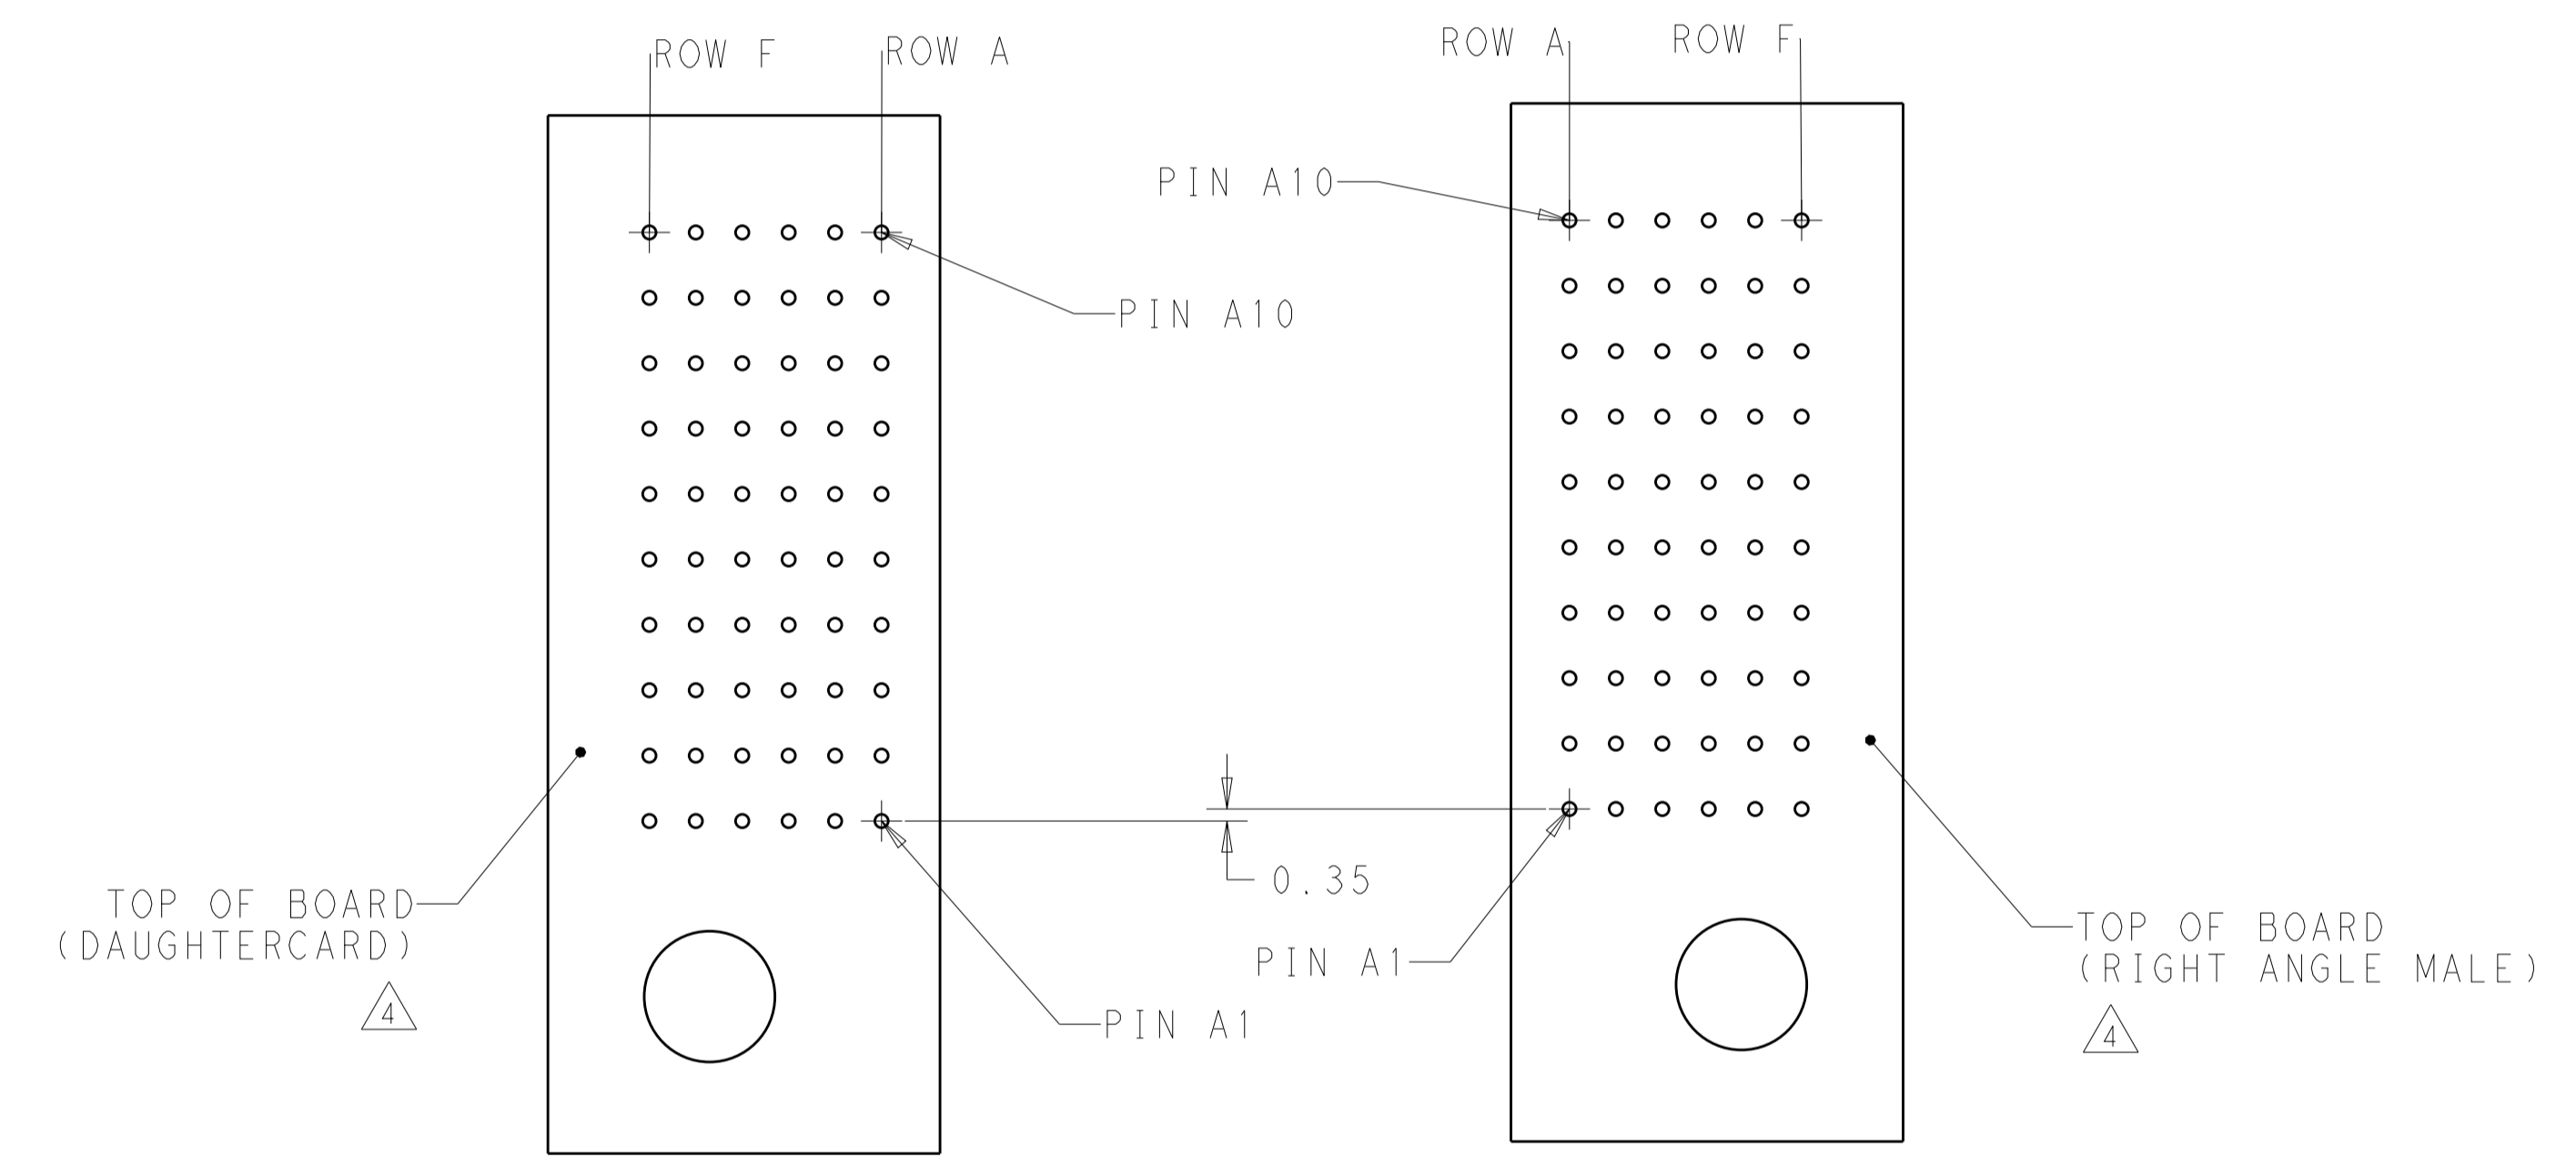 ROW F
ROW A
ROW A
ROW F
PIN A10
PIN A10
0.35
TOP OF BOARD
(DAUGHTERCARD)
4
PIN A1
PIN A1
TOP OF BOARD
(RIGHT ANGLE MALE)
4